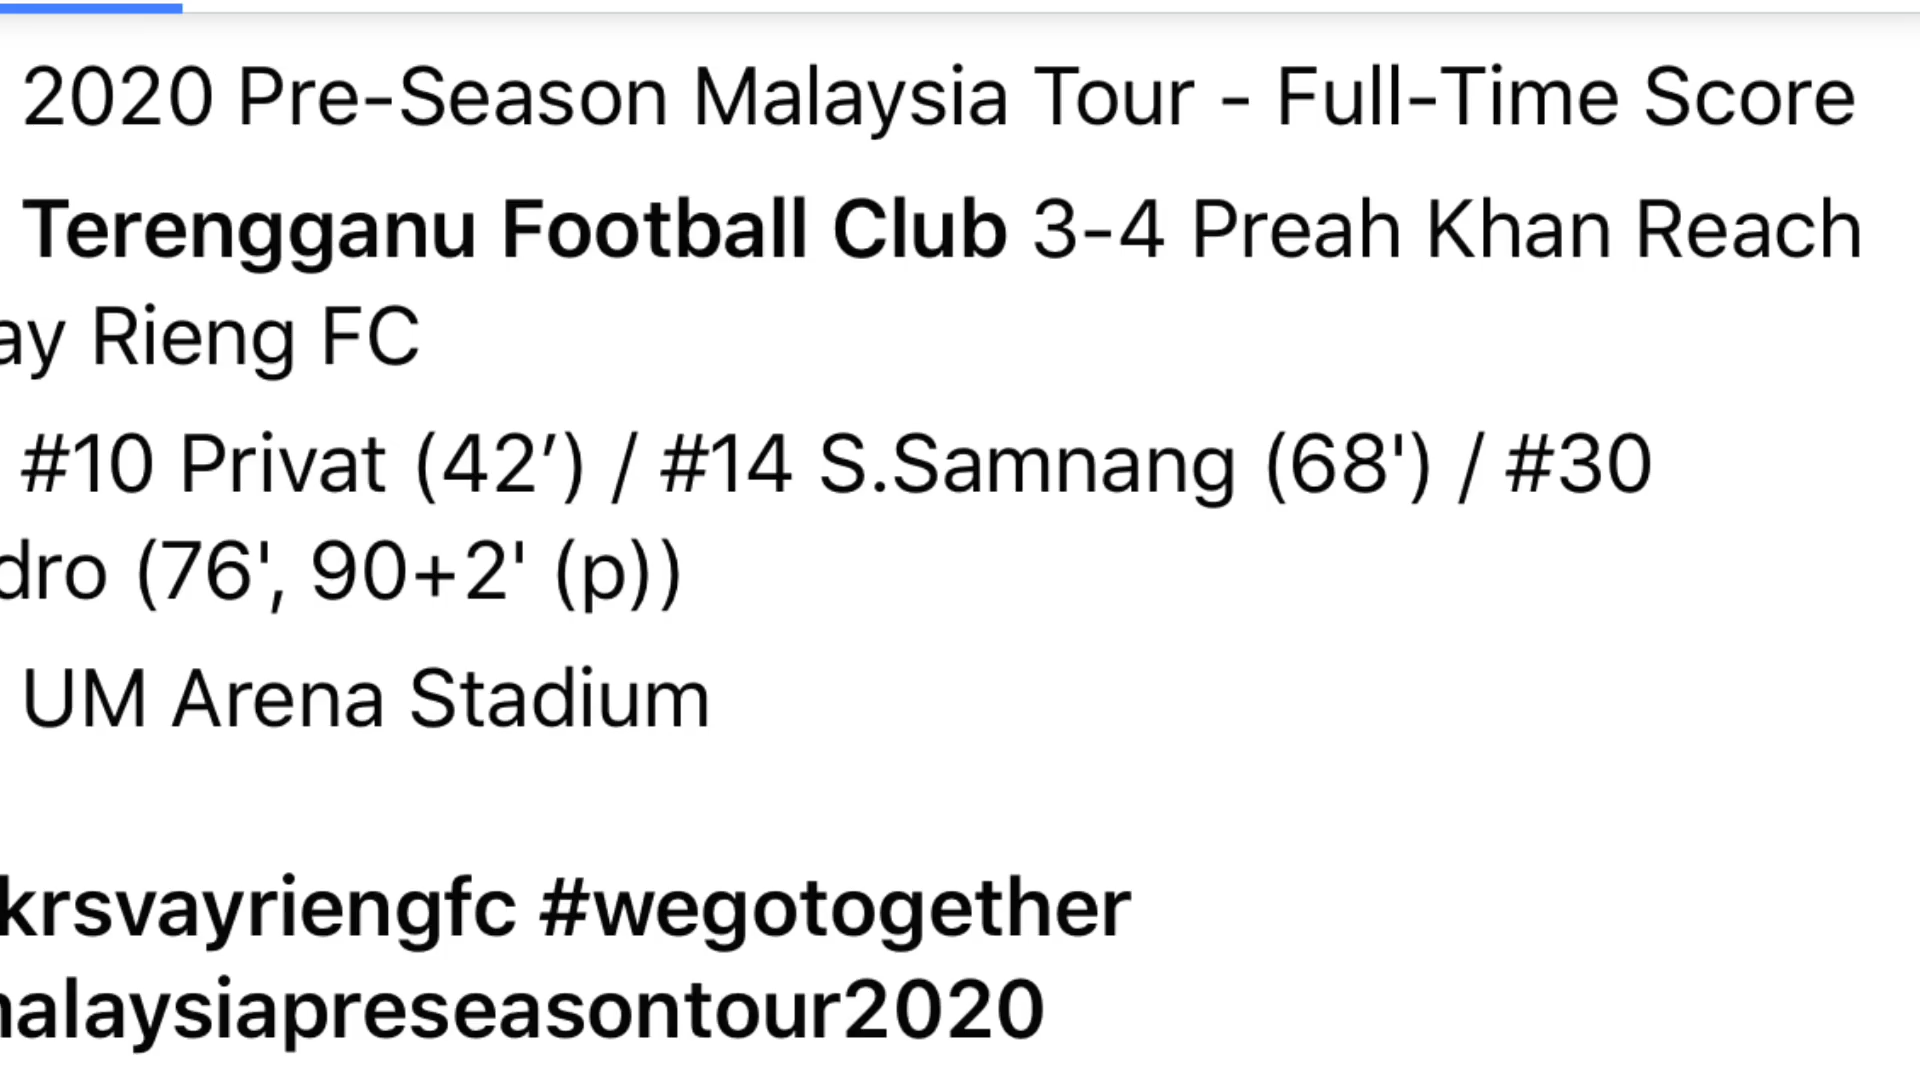 2020 Pre-Season Malaysia Tour - Full-Time Score
Terengganu Football Club 3-4 Preah Khan Reach
ay Rieng FC
#10 Privat (42’) / #14 S.Samnang (68') / #30
dro (76', 90+2' (p))
UM Arena Stadium
krsvayriengfc #wegotogether
malaysiapreseasontour2020